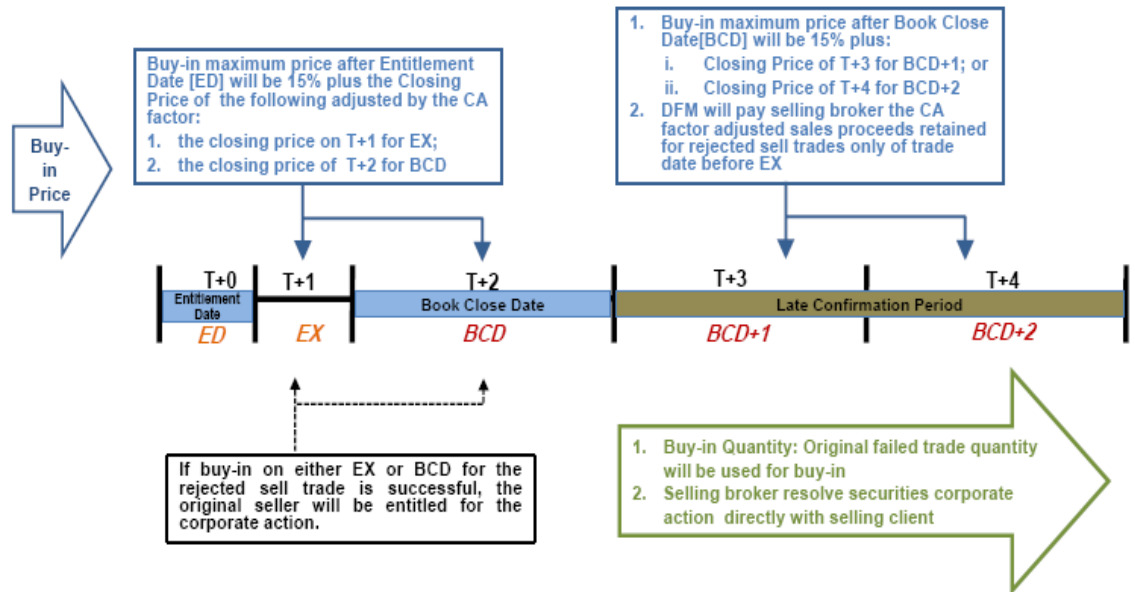 Buy-
in
Price
Buy-in maximum price after Entitlement
Date [ED] will be 15% plus the Closing
Price of the following adjusted by the CA
factor:
1. the closing price on T+1 for EX;
2. the closing price of T+2 for BCD
1. Buy-in maximum price after Book Close
Date[BCD] will be 15% plus:
i. Closing Price of T+3 for BCD+1; or
ii. Closing Price of T+4 for BCD+2
2. DFM will pay selling broker the CA
factor adjusted sales proceeds retained
for rejected sell trades only of trade
date before EX
T+0
T+1
T+2
T+3
T+4
Entitlement
Date
Book Close Date
Late Confirmation Period
ED
EX
BCD
BCD+1
BCD+2
If buy-in on either EX or BCD for the
rejected sell trade is successful, the
original seller will be entitled for the
corporate action.
1. Buy-in Quantity: Original failed trade quantity
will be used for buy-in
2. Selling broker resolve securities corporate
action directly with selling client